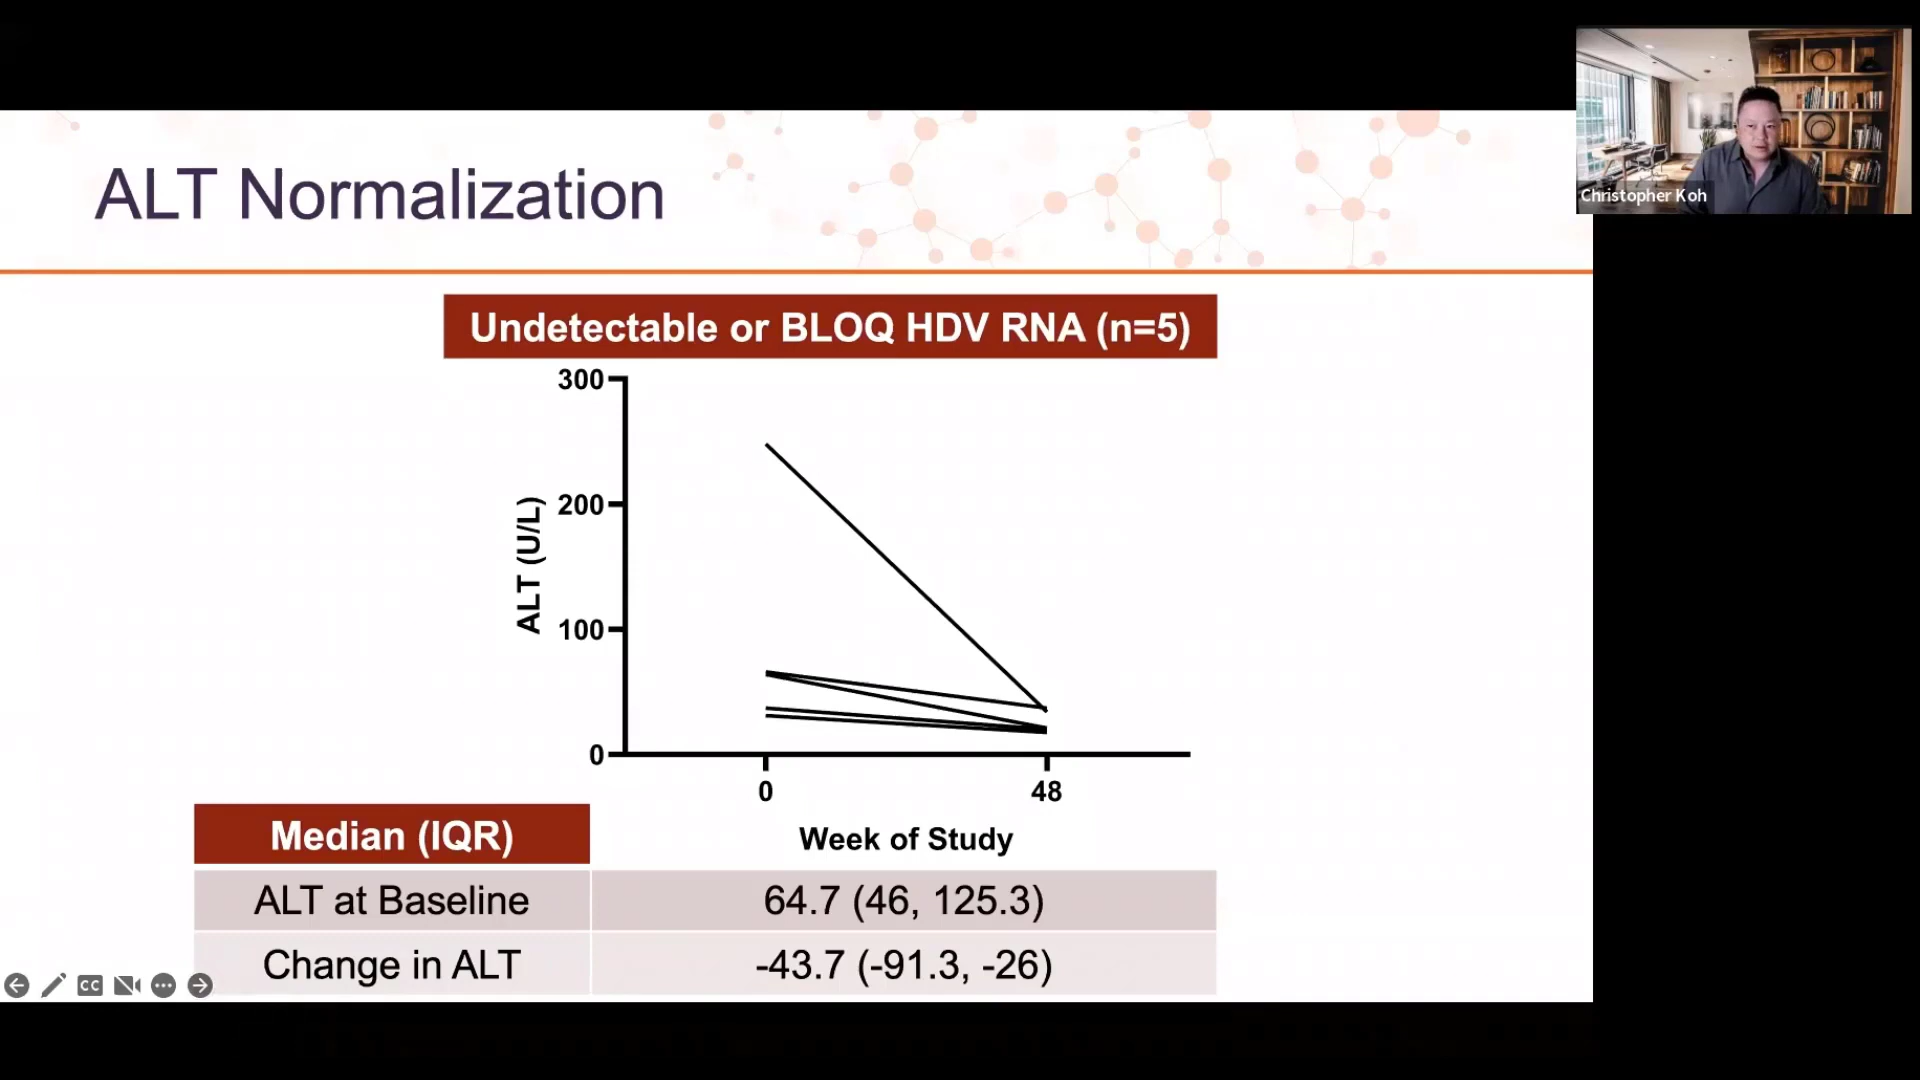 Christopher Koh
ALT Normalization
Undetectable or BLOQ HDV RNA (n=5)
300
200
100
0
ALT (U/L)
0 48
Week of Study
Median (IQR)
ALT at Baseline 64.7 (46, 125.3)
Change in ALT -43.7 (-91.3, -26)
CC